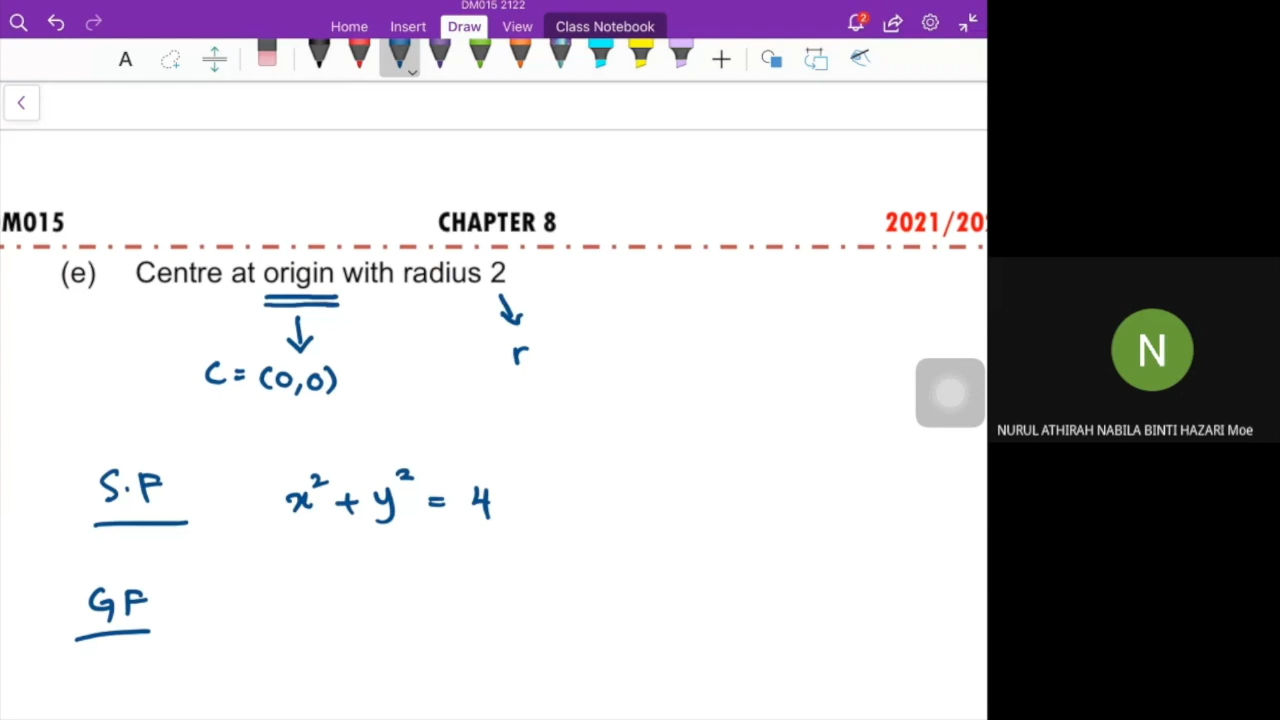 DM015 2122
Home Insert Draw View Class Notebook
2
A
M015 CHAPTER 8 2021/20
(e) Centre at origin with radius 2
r
C = (0,0)
N
NURUL ATHIRAH NABILA BINTI HAZARI Moe
S.F x² + y² = 4
GF